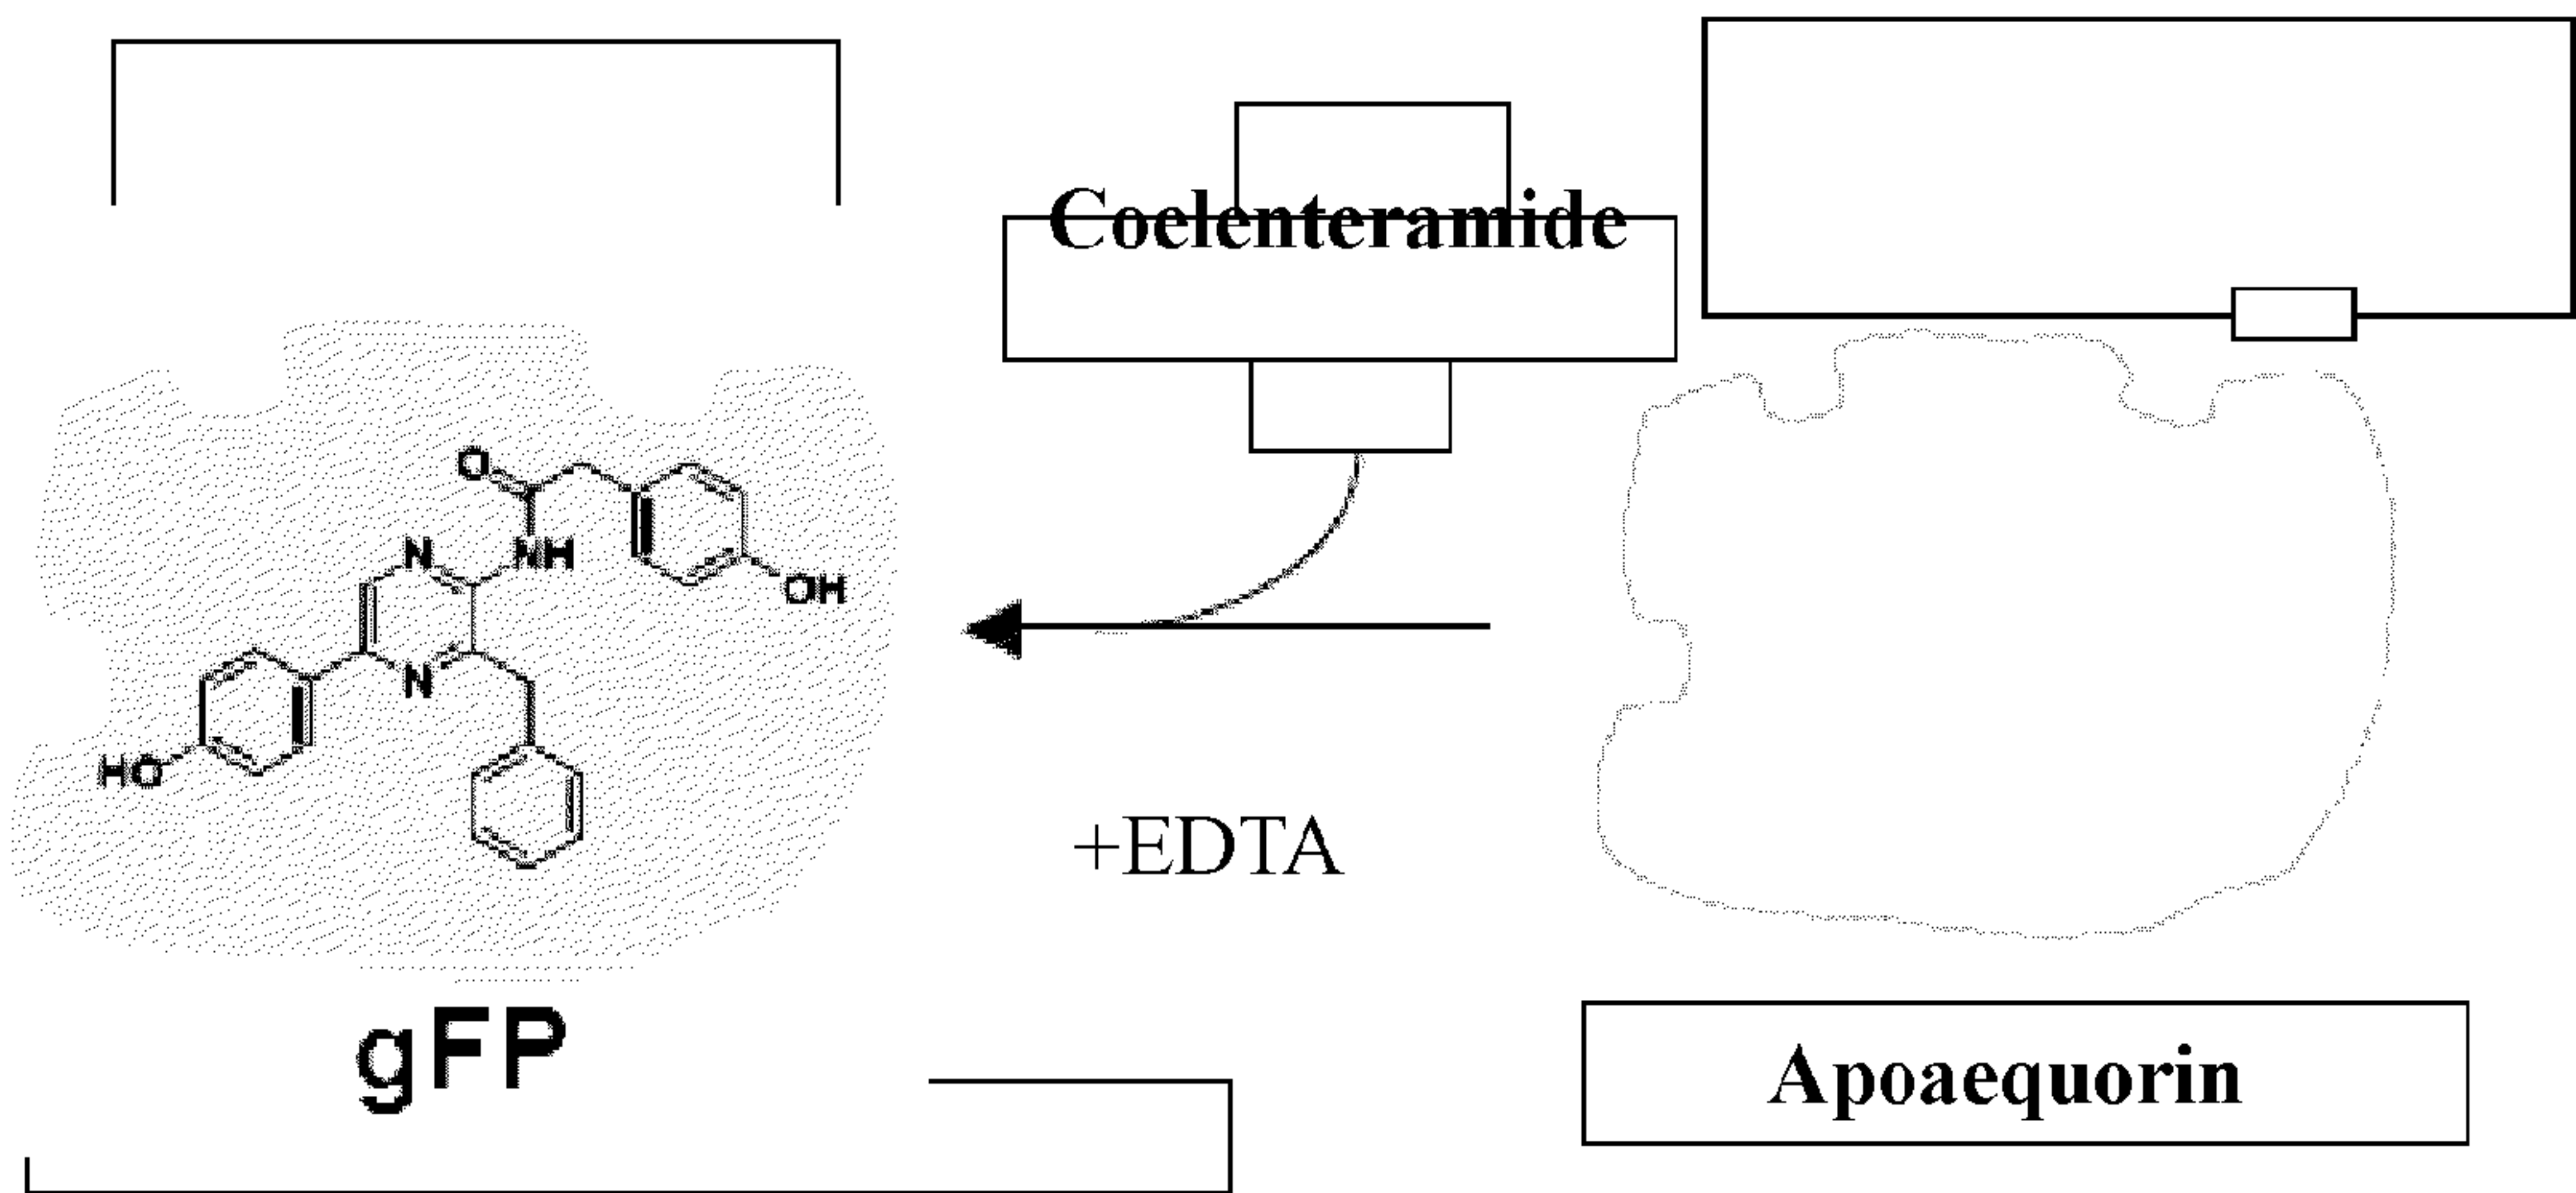 Coelenteramide
O
N
NH
OH
N
HO
+EDTA
gFP
Apoaequorin